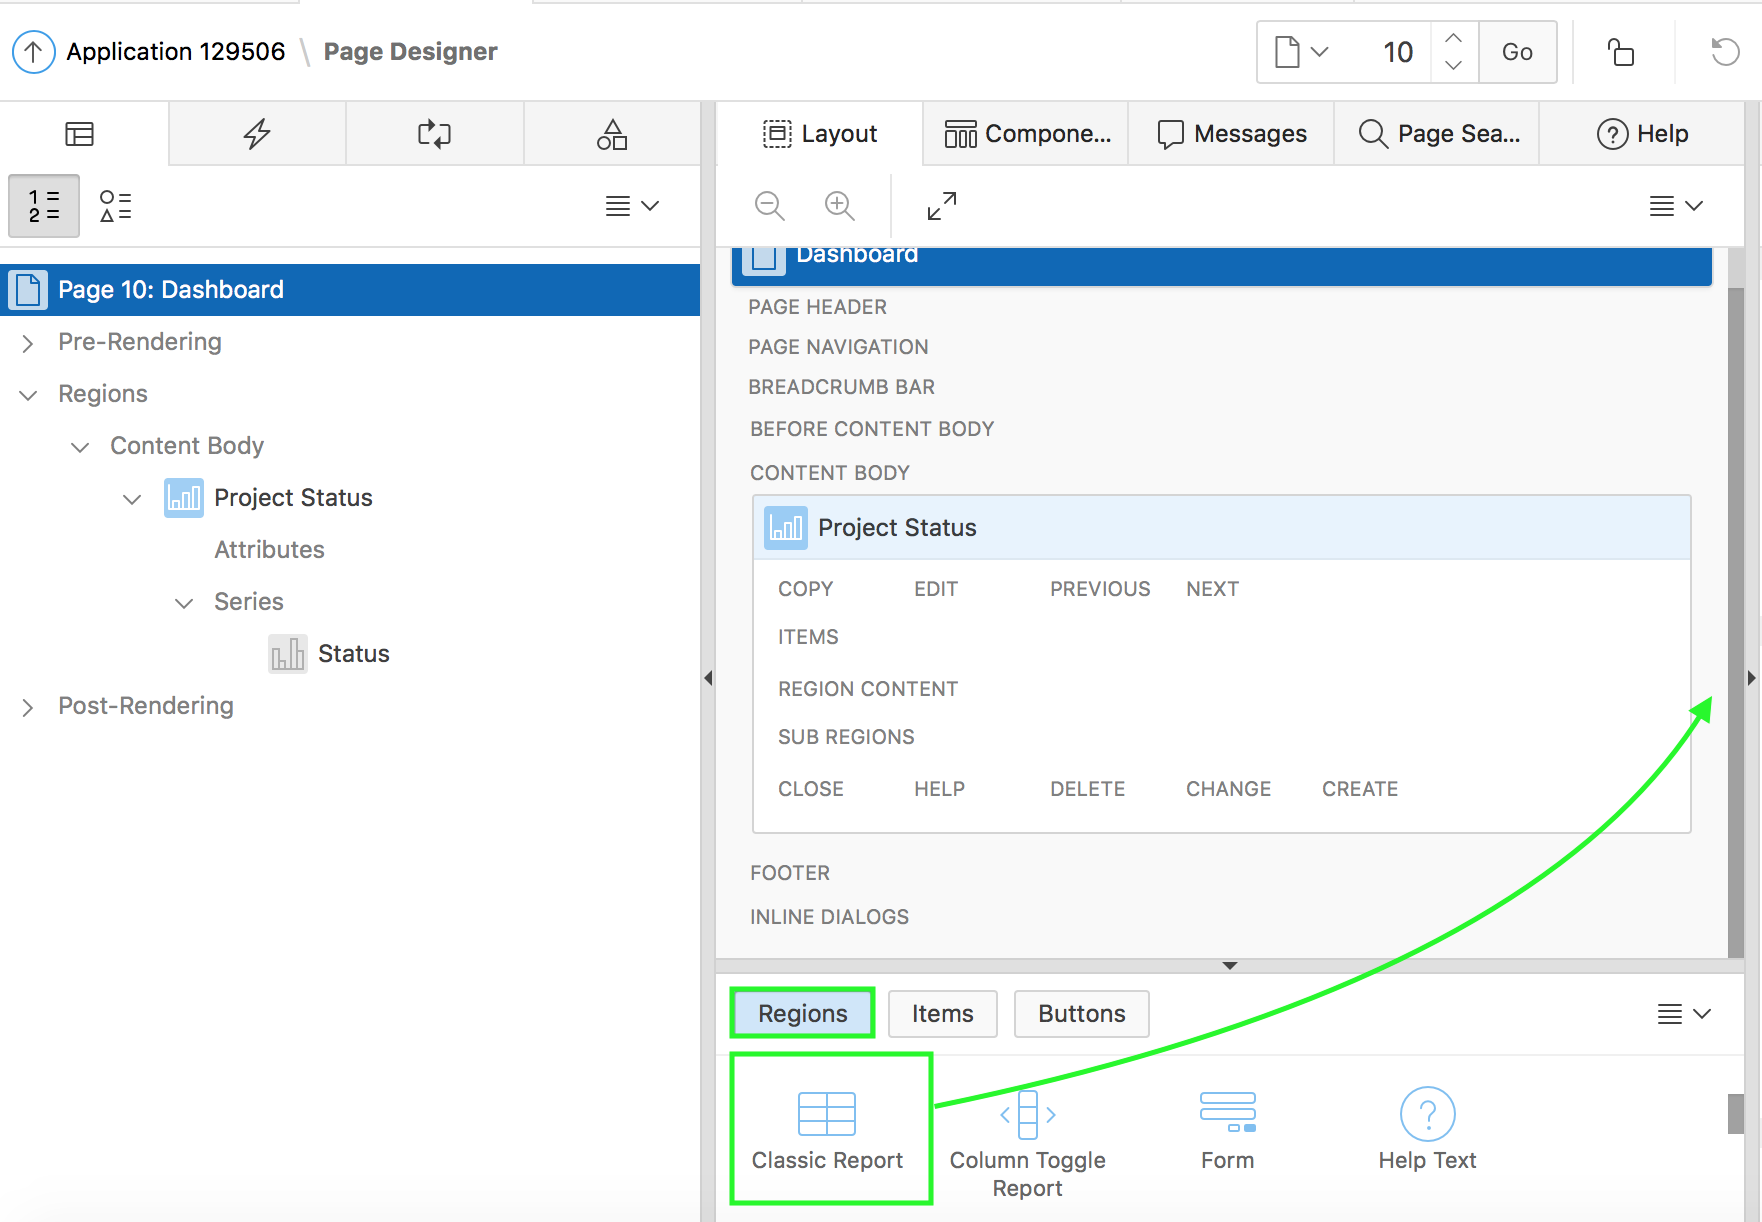 Application 129506 \ Page Designer
10
Go
Layout
Compone...
Messages
Page Sea...
Help
1
2
Dashboard
Page 10: Dashboard
Pre-Rendering
Regions
Content Body
Project Status
Attributes
Series
Status
Post-Rendering
PAGE HEADER
PAGE NAVIGATION
BREADCRUMB BAR
BEFORE CONTENT BODY
CONTENT BODY
Project Status
COPY EDIT PREVIOUS NEXT
ITEMS
REGION CONTENT
SUB REGIONS
CLOSE HELP DELETE CHANGE CREATE
FOOTER
INLINE DIALOGS
Regions
Items
Buttons
Classic Report
Column Toggle
Report
Form
?
Help Text